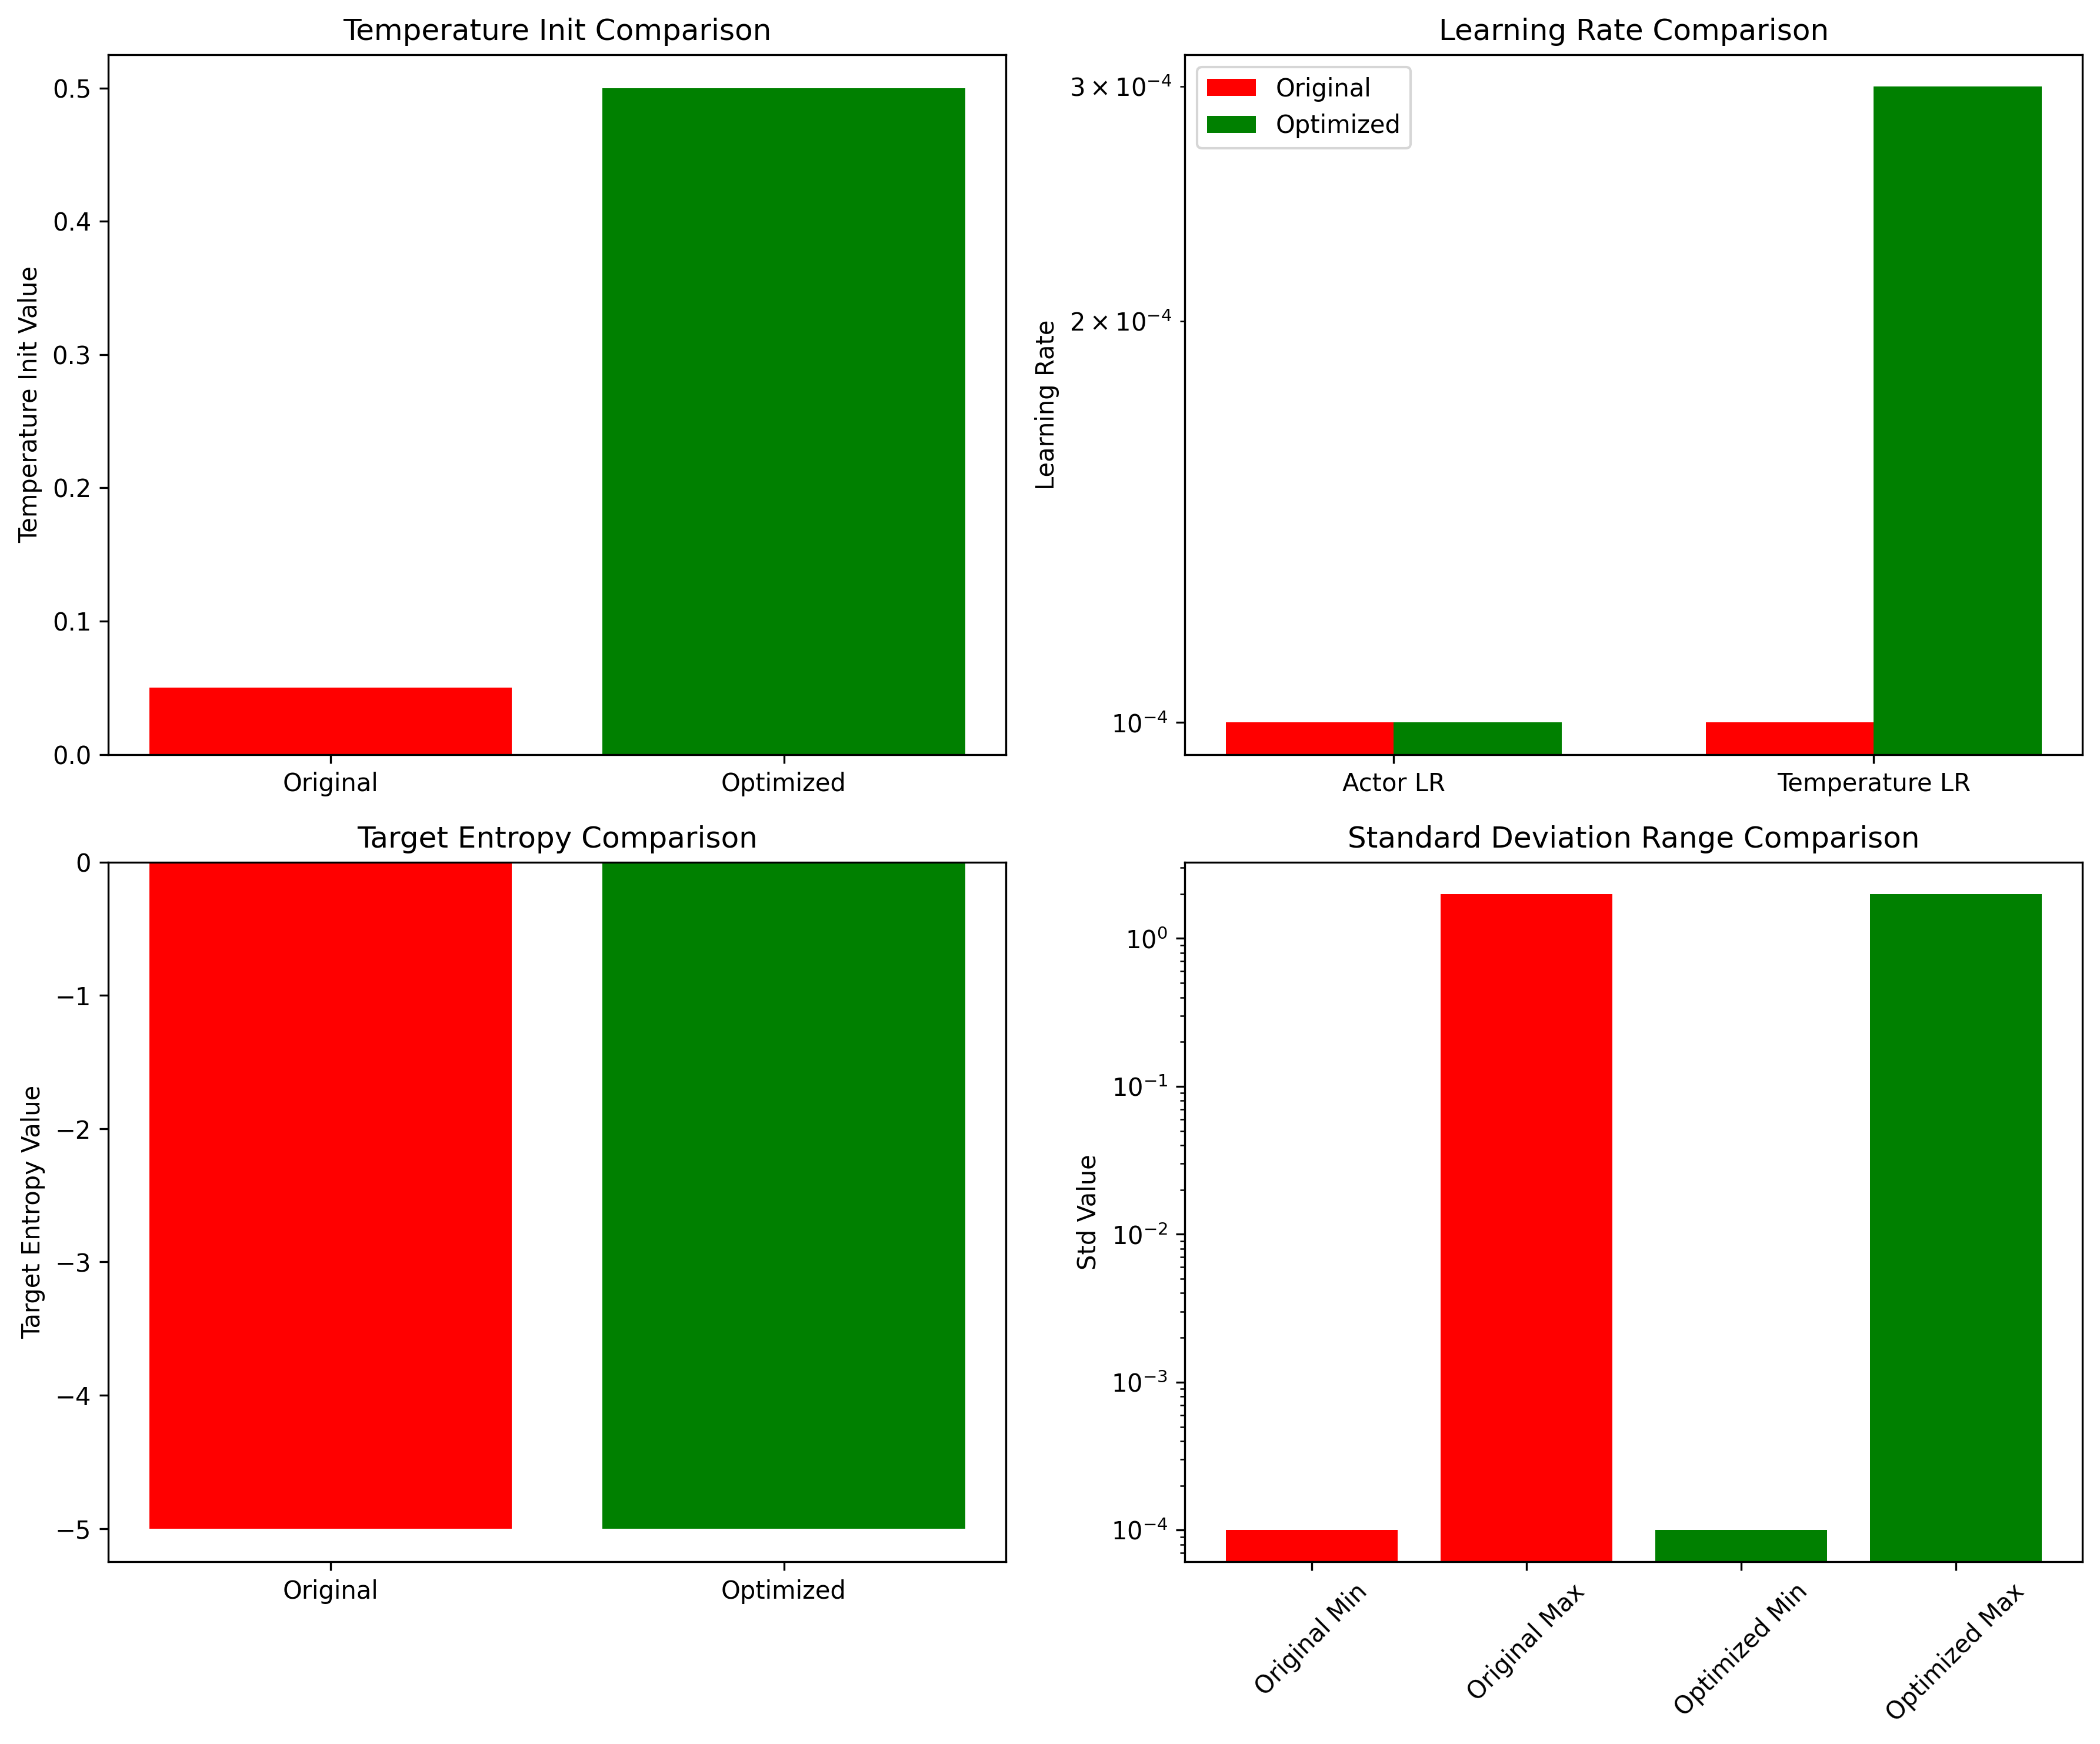 Temperature Init Comparison
Temperature Init Value
0.5
0.4
0.3
0.2
0.1
0.0
Original
Optimized
Learning Rate Comparison
Original
Optimized
Learning Rate
3 × 10⁻⁴
2 × 10⁻⁴
10⁻⁴
Actor LR
Temperature LR
Target Entropy Comparison
Target Entropy Value
0
−1
−2
−3
−4
−5
Original
Optimized
Standard Deviation Range Comparison
Std Value
10⁰
10⁻¹
10⁻²
10⁻³
10⁻⁴
Original Min
Original Max
Optimized Min
Optimized Max